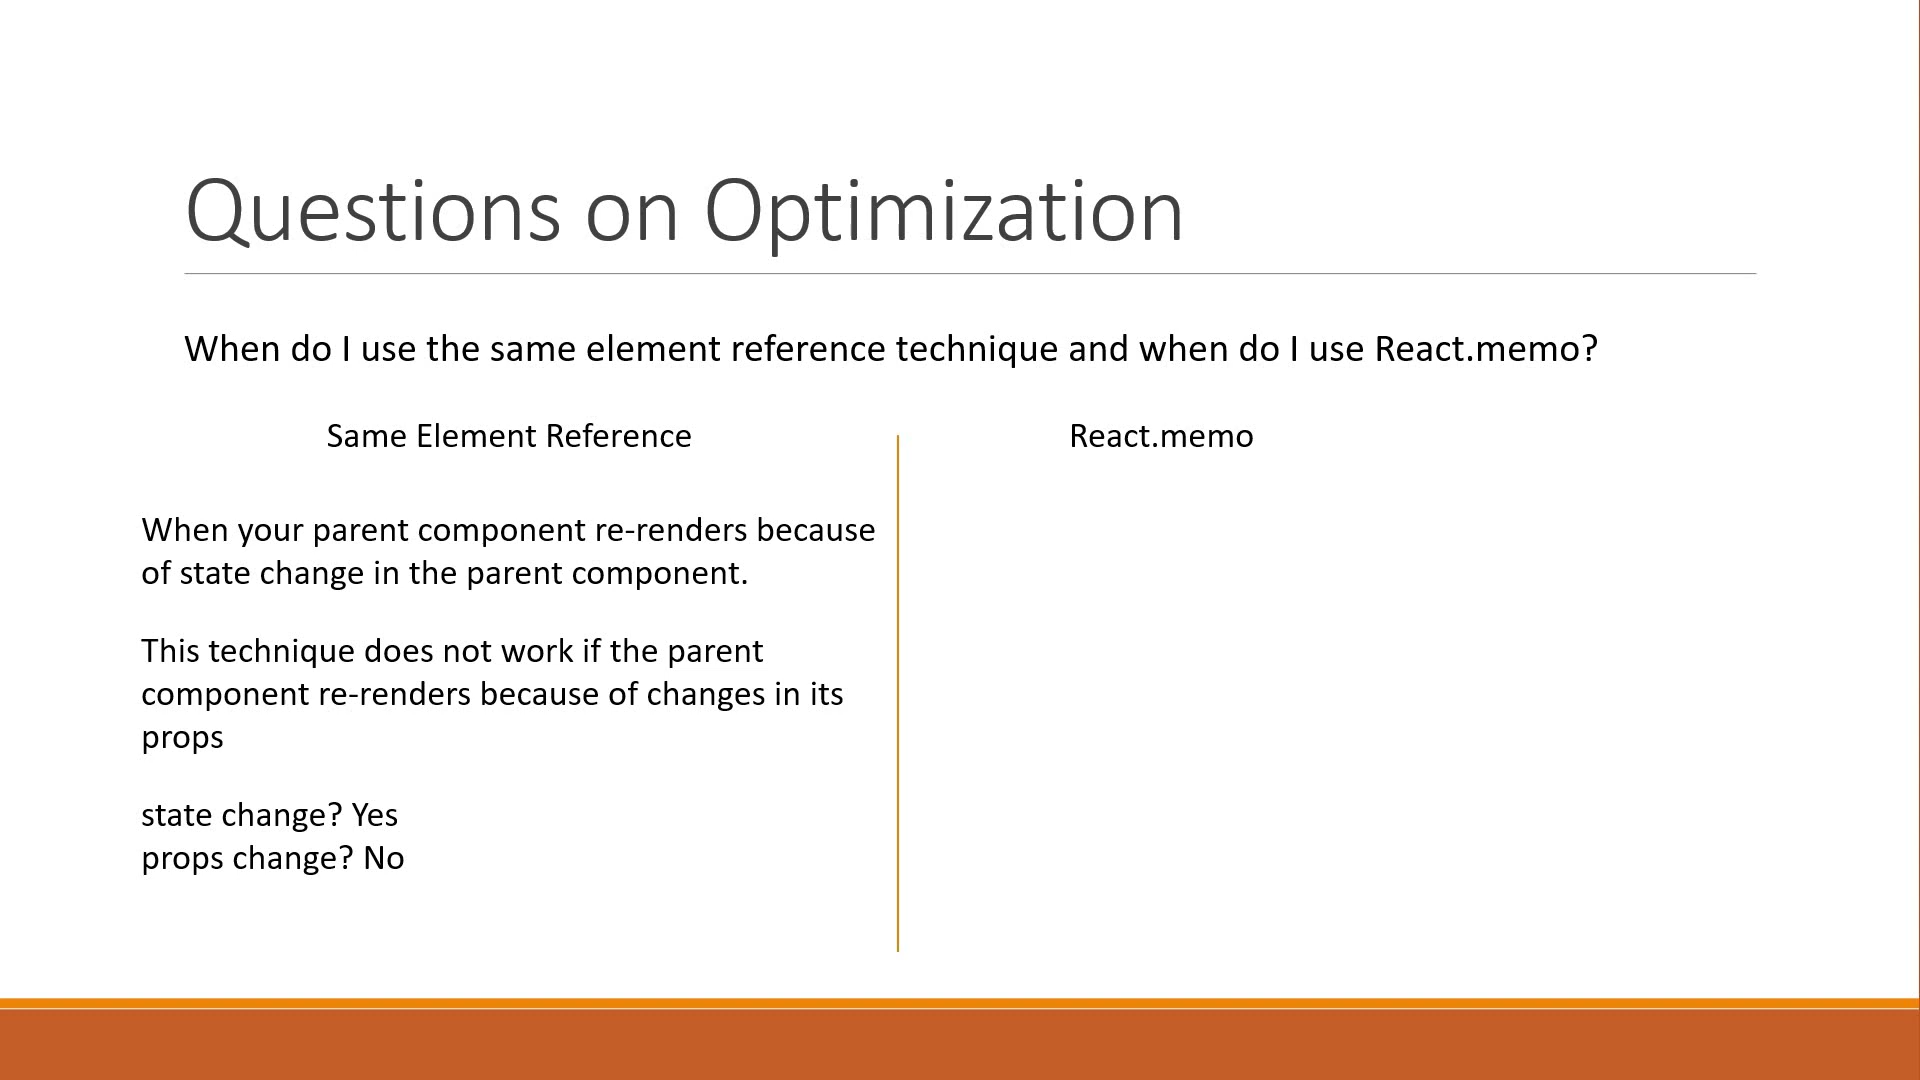 Questions on Optimization
When do I use the same element reference technique and when do I use React.memo?
Same Element Reference
When your parent component re-renders because
of state change in the parent component.
This technique does not work if the parent
component re-renders because of changes in its
props
state change? Yes
props change? No
React.memo